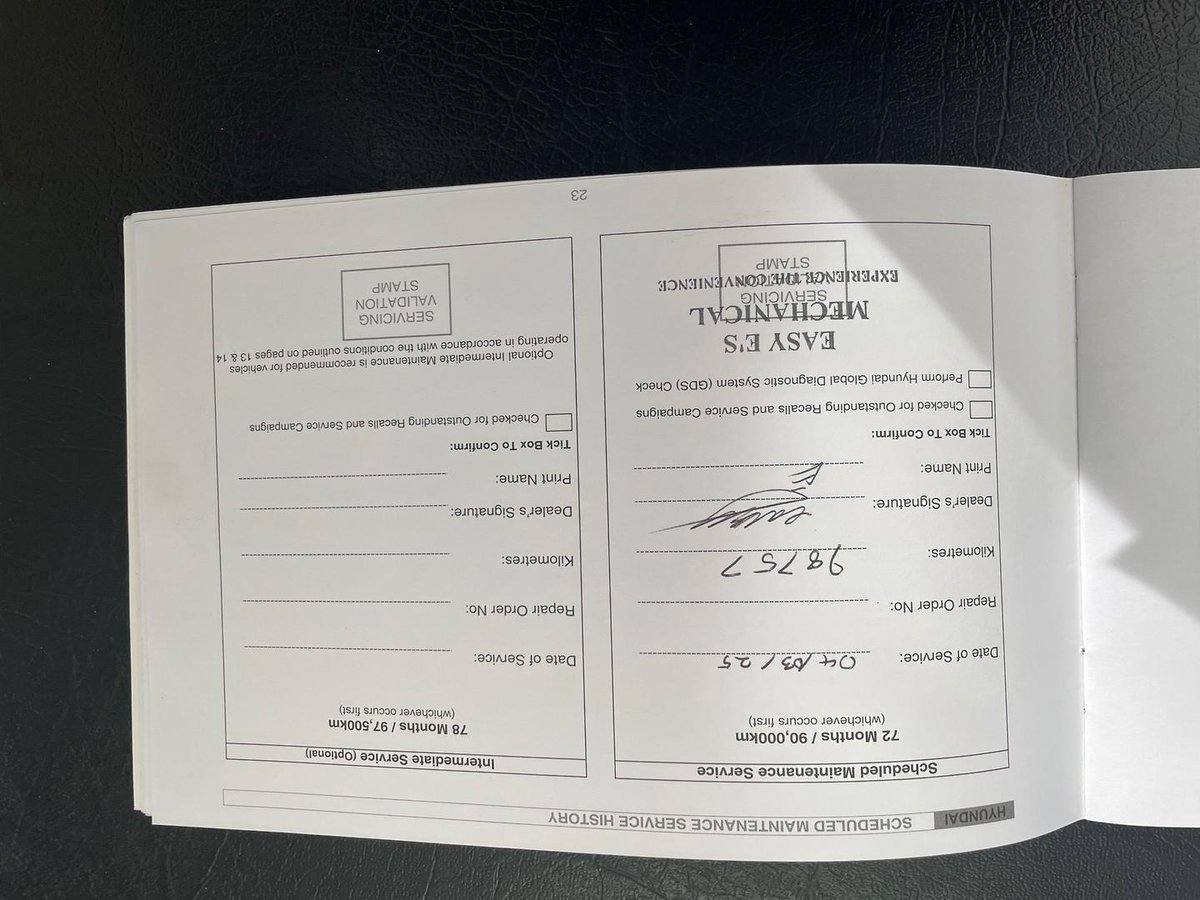 HYUNDAI SCHEDULED MAINTENANCE SERVICE HISTORY
Scheduled Maintenance Service
72 Months / 90,000km
(whichever occurs first)
Date of Service: 04/03/25
Repair Order No:
Kilometres: 98757
Dealer's Signature:
Print Name: E
Tick Box To Confirm:
Checked for Outstanding Recalls and Service Campaigns
Perform Hyundai Global Diagnostic System (GDS) Check
EASY E'S
MECHANICAL
EXPERIENCE THE CONVENIENCE
SERVICING
VALIDATION
STAMP
Intermediate Service (Optional)
78 Months / 97,500km
(whichever occurs first)
Date of Service:
Repair Order No:
Kilometres:
Dealer's Signature:
Print Name:
Tick Box To Confirm:
Checked for Outstanding Recalls and Service Campaigns
Optional Intermediate Maintenance is recommended for vehicles
operating in accordance with the conditions outlined on pages 13 & 14
SERVICING
VALIDATION
STAMP
23